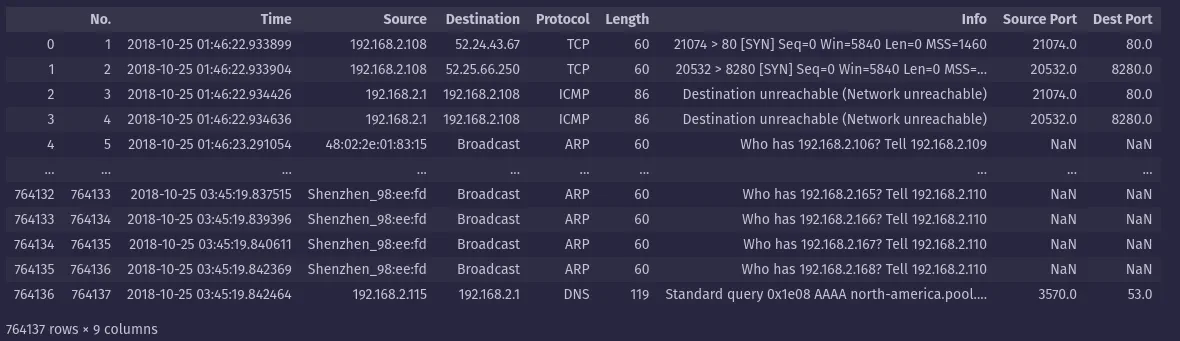 No. Time Source Destination Protocol Length Info Source Port Dest Port
0 1 2018-10-25 01:46:22.933899 192.168.2.108 52.24.43.67 TCP 60 21074 > 80 [SYN] Seq=0 Win=5840 Len=0 MSS=1460 21074.0 80.0
1 2 2018-10-25 01:46:22.933904 192.168.2.108 52.25.66.250 TCP 60 20532 > 8280 [SYN] Seq=0 Win=5840 Len=0 MSS=... 20532.0 8280.0
2 3 2018-10-25 01:46:22.934426 192.168.2.1 192.168.2.108 ICMP 86 Destination unreachable (Network unreachable) 21074.0 80.0
3 4 2018-10-25 01:46:22.934636 192.168.2.1 192.168.2.108 ICMP 86 Destination unreachable (Network unreachable) 20532.0 8280.0
4 5 2018-10-25 01:46:23.291054 48:02:2e:01:83:15 Broadcast ARP 60 Who has 192.168.2.106? Tell 192.168.2.109 NaN NaN
... ... ... ... ... ... ... ... ... ...
764132 764133 2018-10-25 03:45:19.837515 Shenzhen_98:ee:fd Broadcast ARP 60 Who has 192.168.2.165? Tell 192.168.2.110 NaN NaN
764133 764134 2018-10-25 03:45:19.839396 Shenzhen_98:ee:fd Broadcast ARP 60 Who has 192.168.2.166? Tell 192.168.2.110 NaN NaN
764134 764135 2018-10-25 03:45:19.840611 Shenzhen_98:ee:fd Broadcast ARP 60 Who has 192.168.2.167? Tell 192.168.2.110 NaN NaN
764135 764136 2018-10-25 03:45:19.842369 Shenzhen_98:ee:fd Broadcast ARP 60 Who has 192.168.2.168? Tell 192.168.2.110 NaN NaN
764136 764137 2018-10-25 03:45:19.842464 192.168.2.115 192.168.2.1 DNS 119 Standard query 0x1e08 AAAA north-america.pool.... 3570.0 53.0
764137 rows × 9 columns